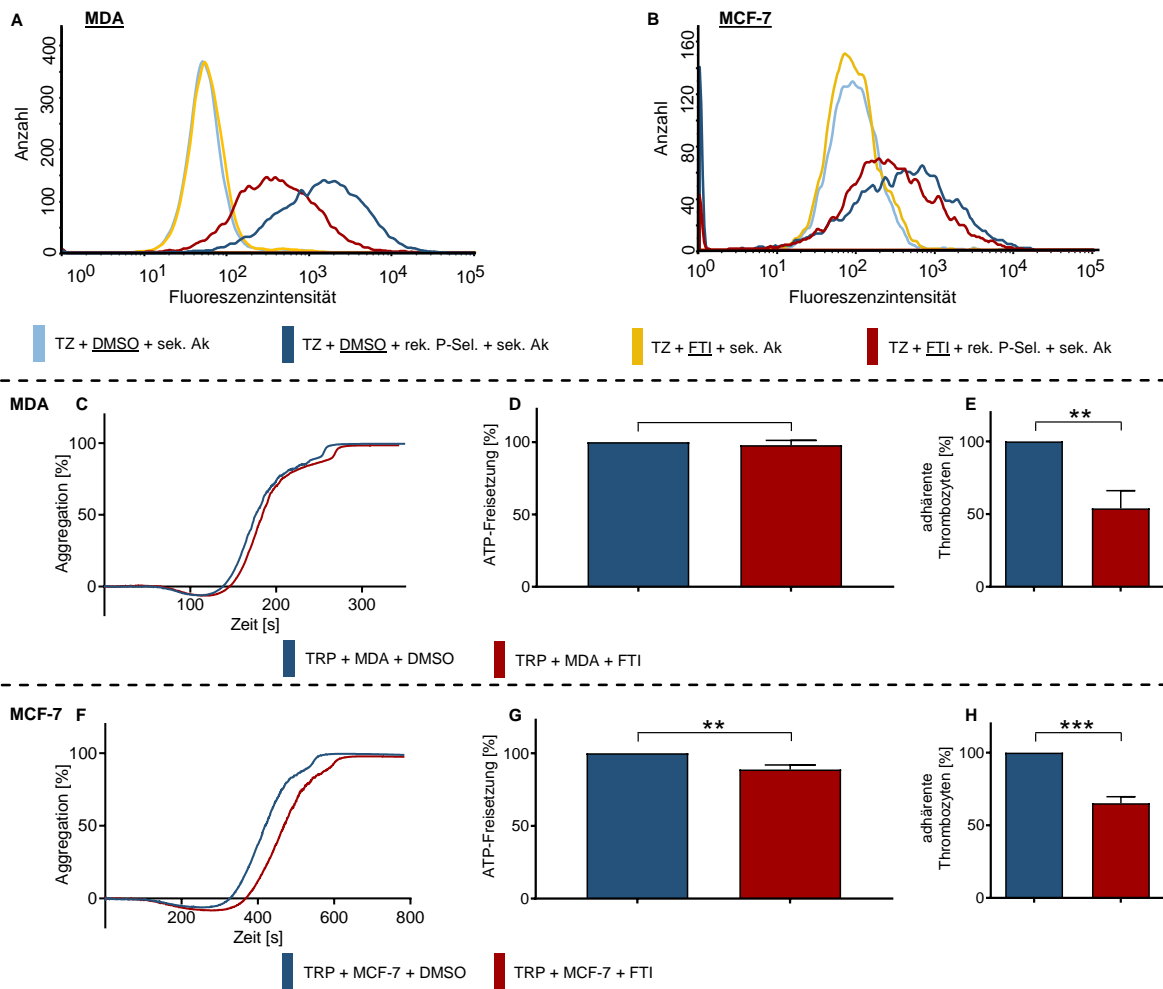 A MDA
400
300
200
100
0
Anzahl
10^0 10^1 10^2 10^3 10^4 10^5
Fluoreszenzintensität
B MCF-7
160
120
80
40
0
Anzahl
10^0 10^1 10^2 10^3 10^4 10^5
Fluoreszenzintensität
TZ + DMSO + sek. Ak
TZ + DMSO + rek. P-Sel. + sek. Ak
TZ + FTI + sek. Ak
TZ + FTI + rek. P-Sel. + sek. Ak
MDA C
100
50
0
Aggregation [%]
100 200 300
Zeit [s]
D
100
50
0
ATP-Freisetzung [%]
E
**
100
50
0
adhärente
Thrombozyten [%]
TRP + MDA + DMSO
TRP + MDA + FTI
MCF-7 F
100
50
0
Aggregation [%]
200 400 600 800
Zeit [s]
G
**
100
50
0
ATP-Freisetzung [%]
H
***
100
50
0
adhärente
Thrombozyten [%]
TRP + MCF-7 + DMSO
TRP + MCF-7 + FTI